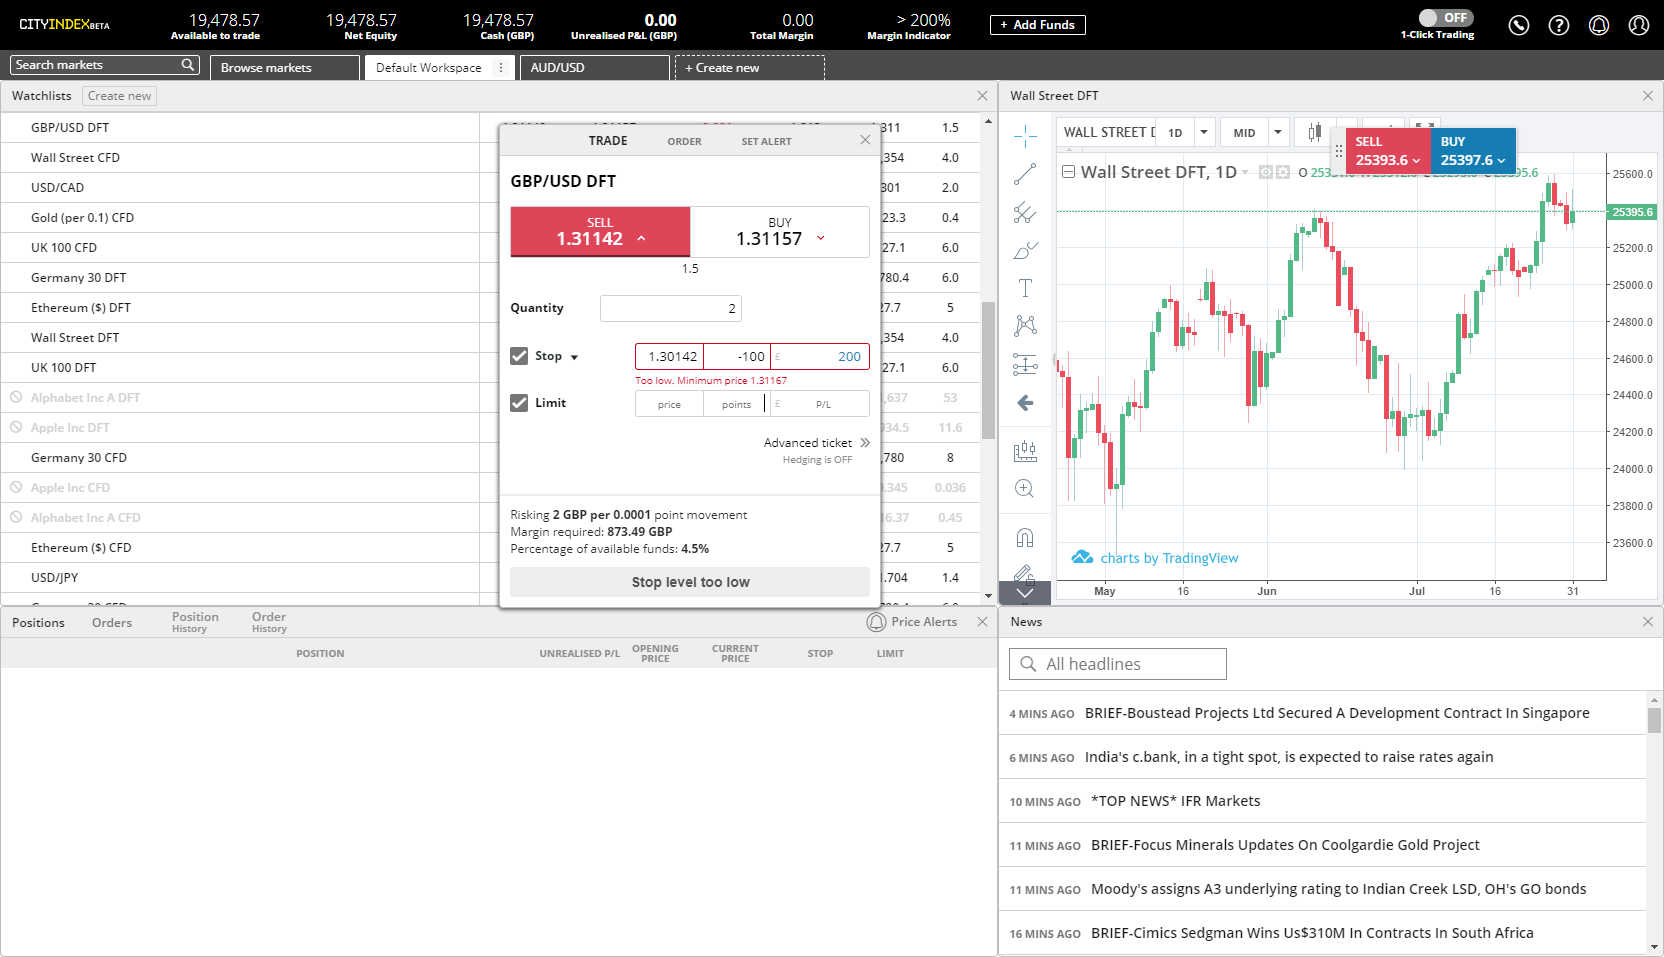 CITYINDEXBETA
19,478.57
Available to trade
19,478.57
Net Equity
19,478.57
Cash (GBP)
0.00
Unrealised P&L (GBP)
0.00
Total Margin
> 200%
Margin Indicator
+ Add Funds
OFF
1-Click Trading
Search markets
Browse markets
Default Workspace
AUD/USD
+ Create new
Watchlists
Create new
GBP/USD DFT 311 1.5
Wall Street CFD ,354 4.0
USD/CAD 301 2.0
Gold (per 0.1) CFD 23.3 0.4
UK 100 CFD 27.1 6.0
Germany 30 DFT 780.4 6.0
Ethereum ($) DFT 27.7 5
Wall Street DFT ,354 4.0
UK 100 DFT 27.1 6.0
Alphabet Inc A DFT ,637 53
Apple Inc DFT 934.5 11.6
Germany 30 CFD ,780 8
Apple Inc CFD .345 0.036
Alphabet Inc A CFD 16.37 0.45
Ethereum ($) CFD 27.7 5
USD/JPY 1.704 1.4
TRADE
ORDER
SET ALERT
GBP/USD DFT
SELL
1.31142
BUY
1.31157
1.5
Quantity 2
Stop 1.30142 -100 £ 200
Too low. Minimum price 1.31167
Limit price points £ P/L
Advanced ticket
Hedging is OFF
Risking 2 GBP per 0.0001 point movement
Margin required: 873.49 GBP
Percentage of available funds: 4.5%
Stop level too low
Wall Street DFT
WALL STREET D
1D
MID
SELL
25393.6
BUY
25397.6
Wall Street DFT, 1D
25600.0
25395.6
25200.0
25000.0
24800.0
24600.0
24400.0
24200.0
24000.0
23800.0
23600.0
charts by TradingView
May 16 Jun Jul 16 31
Positions
Orders
Position History
Order History
Price Alerts
POSITION
UNREALISED P/L
OPENING PRICE
CURRENT PRICE
STOP
LIMIT
News
All headlines
4 MINS AGO BRIEF-Boustead Projects Ltd Secured A Development Contract In Singapore
6 MINS AGO India's c.bank, in a tight spot, is expected to raise rates again
10 MINS AGO *TOP NEWS* IFR Markets
11 MINS AGO BRIEF-Focus Minerals Updates On Coolgardie Gold Project
11 MINS AGO Moody's assigns A3 underlying rating to Indian Creek LSD, OH's GO bonds
16 MINS AGO BRIEF-Cimics Sedgman Wins Us$310M In Contracts In South Africa